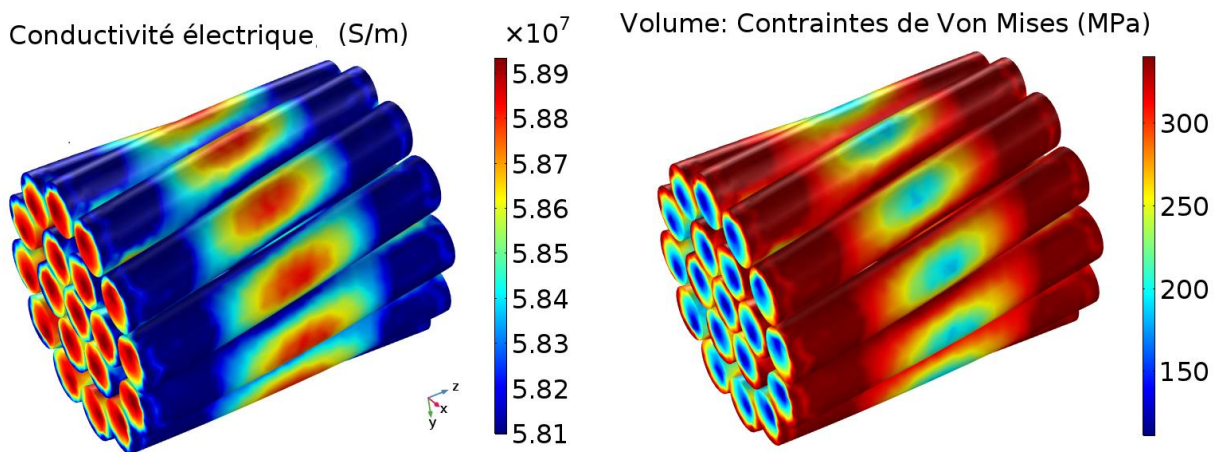 Conductivité électrique (S/m)
×10⁷
5.89
5.88
5.87
5.86
5.85
5.84
5.83
5.82
5.81
z
x
y
Volume: Contraintes de Von Mises (MPa)
300
250
200
150